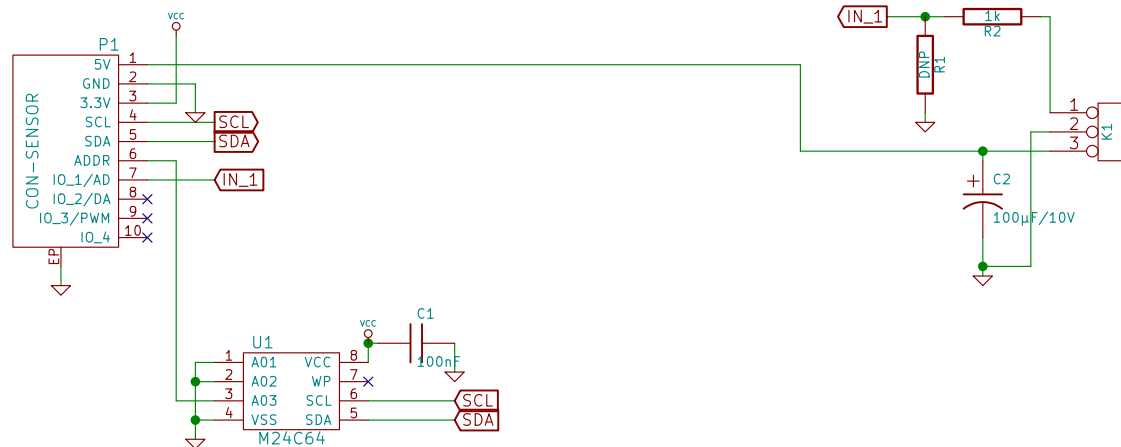 P1
CON-SENSOR
5V 1
GND 2
3.3V 3
SCL 4
SDA 5
ADDR 6
IO_1/AD 7
IO_2/DA 8
IO_3/PWM 9
IO_4 10
EP
VCC
SCL
SDA
IN_1
IN_1
1k
R2
DNP
R1
1
2
3
K1
+
C2
100µF/10V
U1
1 A01 VCC 8
2 A02 WP 7
3 A03 SCL 6
4 VSS SDA 5
M24C64
VCC
C1
100nF
SCL
SDA